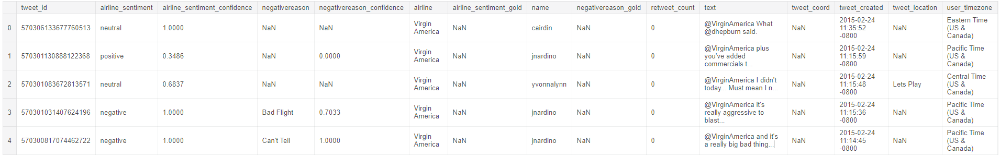 tweet_id airline_sentiment airline_sentiment_confidence negativereason negativereason_confidence airline airline_sentiment_gold name negativereason_gold retweet_count text tweet_coord tweet_created tweet_location user_timezone
0 570306133677760513 neutral 1.0000 NaN NaN Virgin America NaN cairdin NaN 0 @VirginAmerica What @dhepburn said. NaN 2015-02-24 11:35:52 -0800 NaN Eastern Time (US & Canada)
1 570301130888122368 positive 0.3486 NaN 0.0000 Virgin America NaN jnardino NaN 0 @VirginAmerica plus you've added commercials t... NaN 2015-02-24 11:15:59 -0800 NaN Pacific Time (US & Canada)
2 570301083672813571 neutral 0.6837 NaN NaN Virgin America NaN yvonnalynn NaN 0 @VirginAmerica I didn't today... Must mean I n... NaN 2015-02-24 11:15:48 -0800 Lets Play Central Time (US & Canada)
3 570301031407624196 negative 1.0000 Bad Flight 0.7033 Virgin America NaN jnardino NaN 0 @VirginAmerica it's really aggressive to blast... NaN 2015-02-24 11:15:36 -0800 NaN Pacific Time (US & Canada)
4 570300817074462722 negative 1.0000 Can't Tell 1.0000 Virgin America NaN jnardino NaN 0 @VirginAmerica and it's a really big bad thing... NaN 2015-02-24 11:14:45 -0800 NaN Pacific Time (US & Canada)